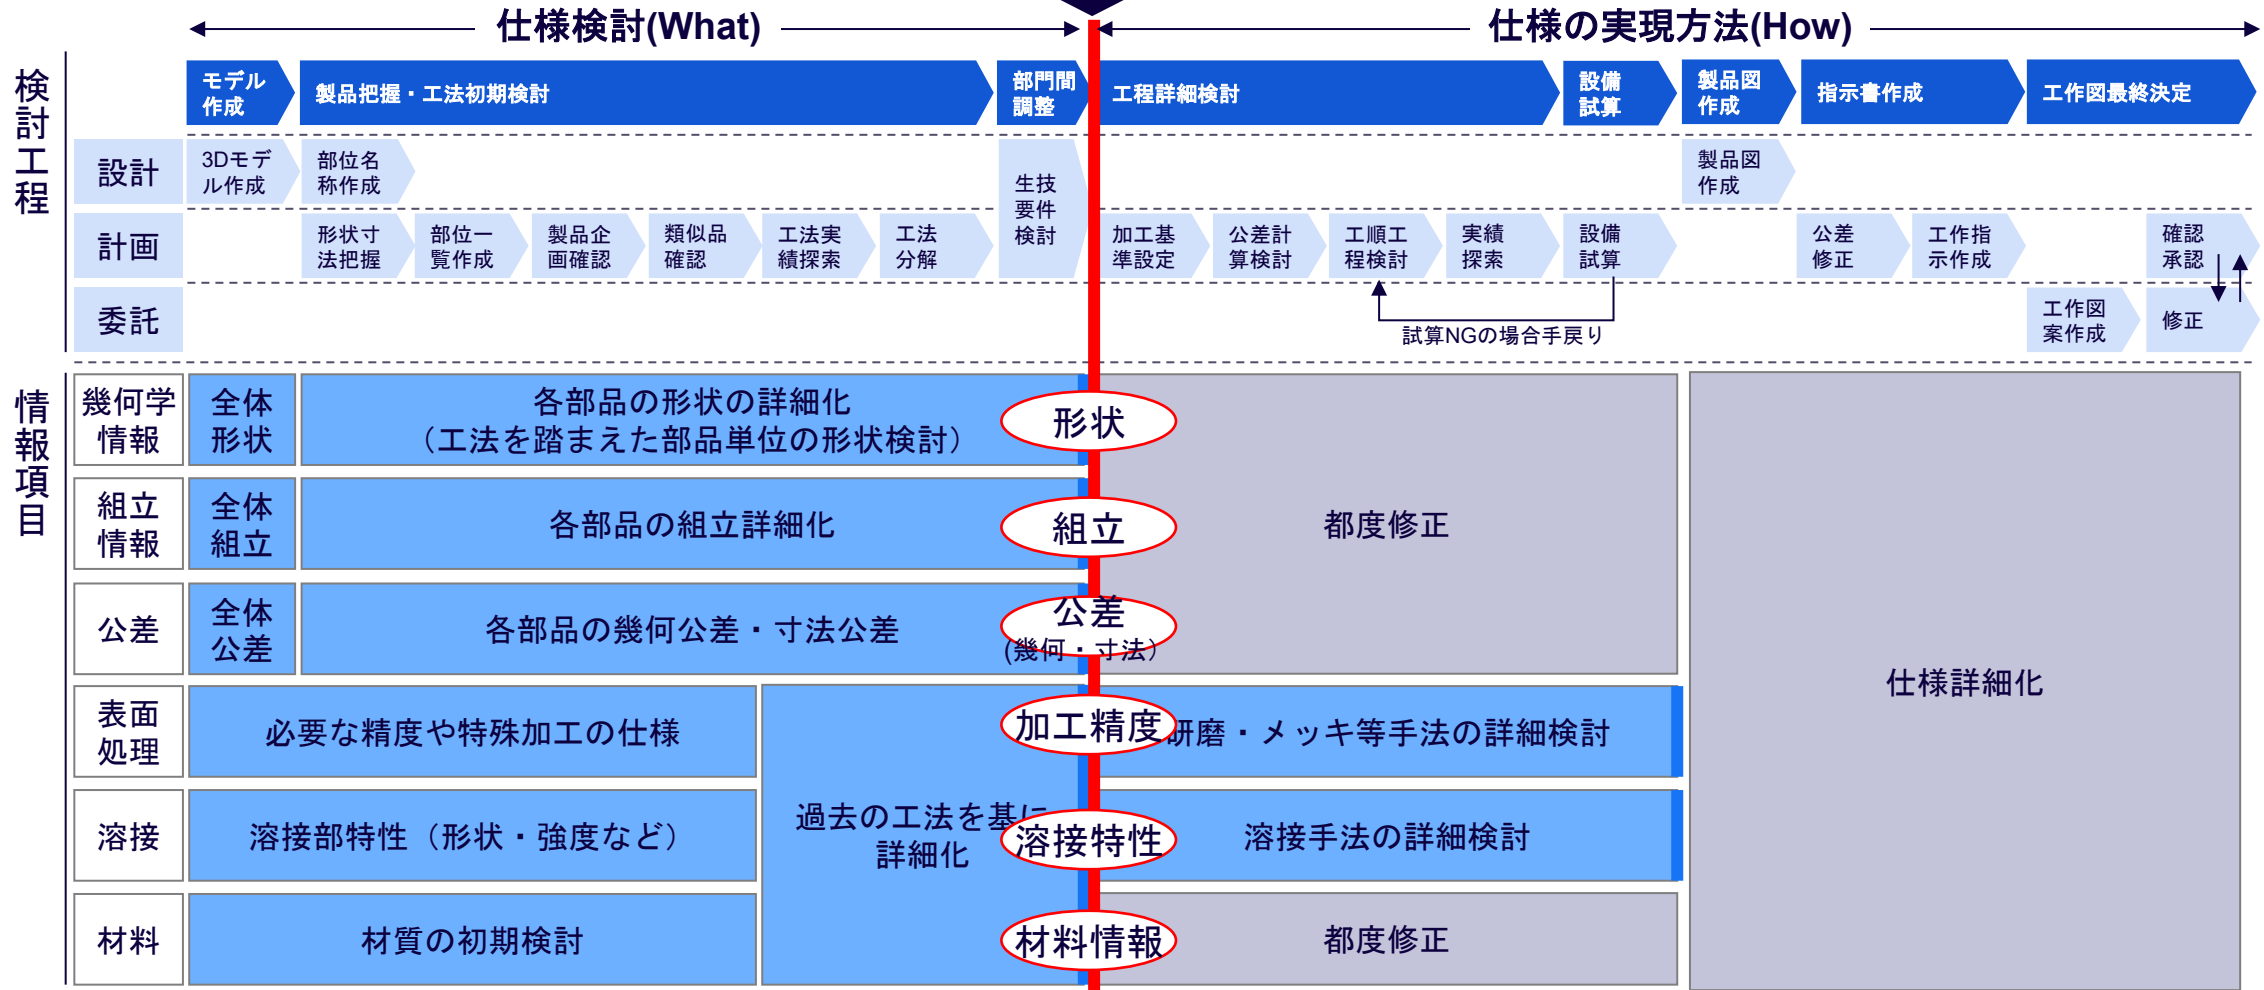 仕様検討(What)
仕様の実現方法(How)
検討工程
モデル
作成
製品把握・工法初期検討
部門間
調整
工程詳細検討
設備
試算
製品図
作成
指示書作成
工作図最終決定
設計
3Dモデ
ル作成
部位名
称作成
生技
要件
検討
製品図
作成
計画
形状寸
法把握
部位一
覧作成
製品企
画確認
類似品
確認
工法実
績探索
工法
分解
加工基
準設定
公差計
算検討
工順工
程検討
実績
探索
設備
試算
公差
修正
工作指
示作成
確認
承認
委託
試算NGの場合手戻り
工作図
案作成
修正
情報項目
幾何学
情報
全体
形状
各部品の形状の詳細化
（工法を踏まえた部品単位の形状検討）
形状
組立
情報
全体
組立
各部品の組立詳細化
組立
都度修正
公差
全体
公差
各部品の幾何公差・寸法公差
公差
(幾何・寸法）
表面
処理
必要な精度や特殊加工の仕様
加工精度
研磨・メッキ等手法の詳細検討
仕様詳細化
溶接
溶接部特性（形状・強度など）
過去の工法を基に
詳細化
溶接特性
溶接手法の詳細検討
材料
材質の初期検討
材料情報
都度修正